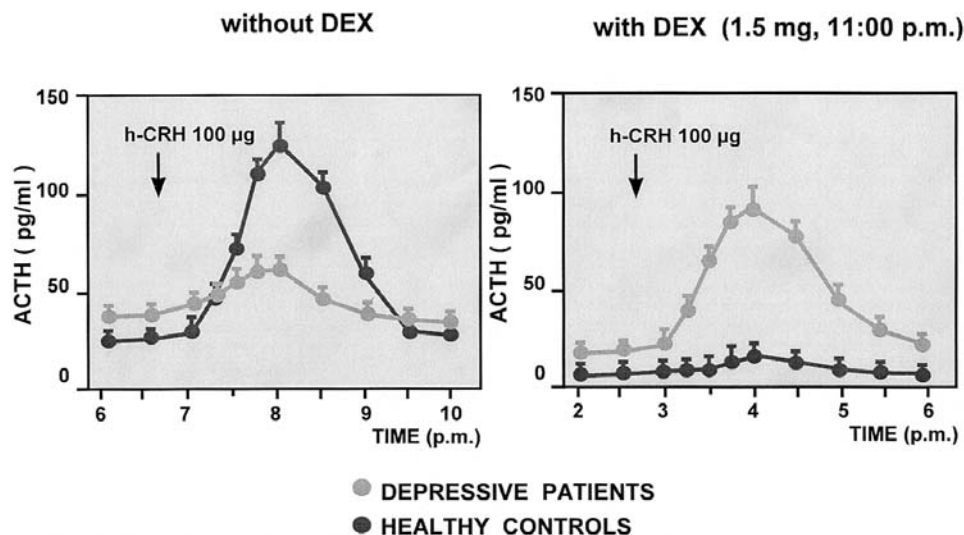 without DEX
with DEX (1.5 mg, 11:00 p.m.)
150
100
50
0
ACTH ( pg/ml )
h-CRH 100 µg
6 7 8 9 10
TIME (p.m.)
150
100
50
0
ACTH ( pg/ml )
h-CRH 100 µg
2 3 4 5 6
TIME (p.m.)
DEPRESSIVE PATIENTS
HEALTHY CONTROLS